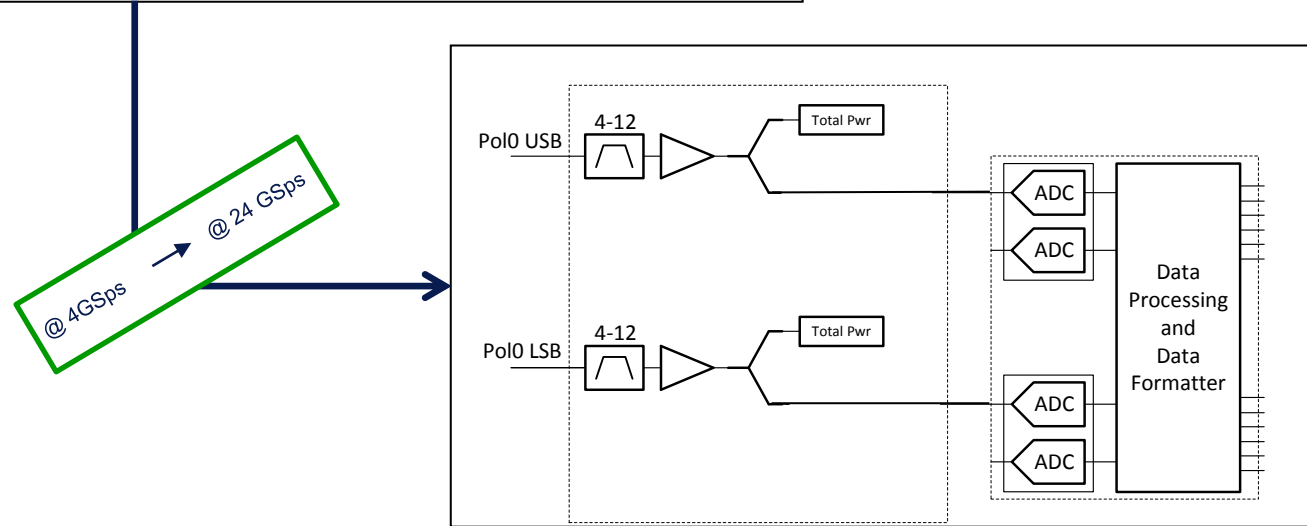 4-12
Pol0 USB
Total Pwr
ADC
ADC
@ 4GSps → @ 24 GSps
Data
Processing
and
Data
Formatter
4-12
Pol0 LSB
Total Pwr
ADC
ADC